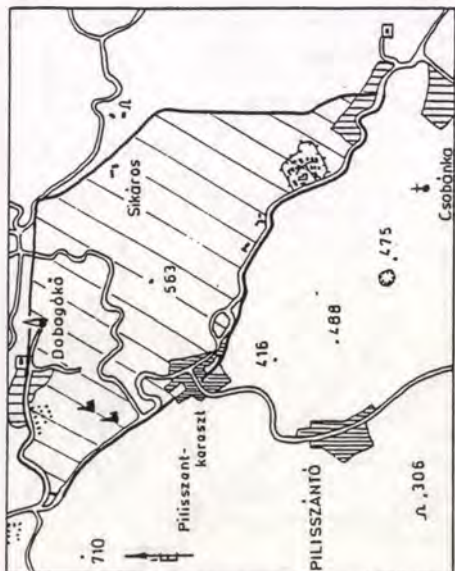 Dobogókő
710
Sikáros
563
Pilisszent-
kereszt
416
PILISSZÁNTÓ
488
475
306
Csobánka